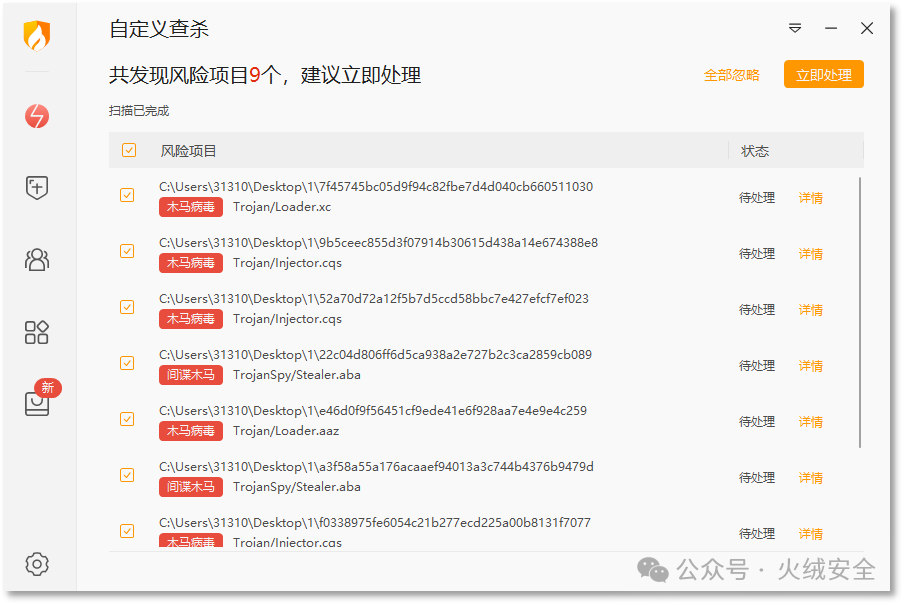 自定义查杀
共发现风险项目9个，建议立即处理
全部忽略
立即处理
扫描已完成
风险项目
状态
C:\Users\31310\Desktop\1\7f45745bc05d9f94c82fbe7d4d040cb660511030
木马病毒 Trojan/Loader.xc
待处理 详情
C:\Users\31310\Desktop\1\9b5ceec855d3f07914b30615d438a14e674388e8
木马病毒 Trojan/Injector.cqs
待处理 详情
C:\Users\31310\Desktop\1\52a70d72a12f5b7d5ccd58bbc7e427efcf7ef023
木马病毒 Trojan/Injector.cqs
待处理 详情
C:\Users\31310\Desktop\1\22c04d806ff6d5ca938a2e727b2c3ca2859cb089
间谍木马 TrojanSpy/Stealer.aba
待处理 详情
C:\Users\31310\Desktop\1\e46d0f9f56451cf9ede41e6f928aa7e4e9e4c259
木马病毒 Trojan/Loader.aaz
待处理 详情
C:\Users\31310\Desktop\1\a3f58a55a176acaaef94013a3c744b4376b9479d
间谍木马 TrojanSpy/Stealer.aba
待处理 详情
C:\Users\31310\Desktop\1\f0338975fe6054c21b277ecd225a00b8131f7077
木马病毒 Trojan/Injector.cqs
待处理 详情
新
公众号 · 火绒安全